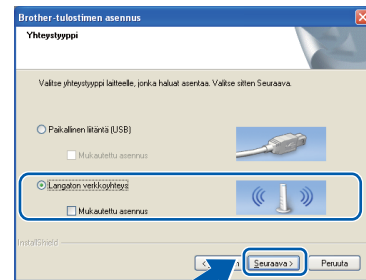 Brother-tulostimen asennus
Yhteystyyppi
Valitse yhteystyyppi laitteelle, jonka haluat asentaa. Valitse sitten Seuraava.
Paikallinen liitäntä (USB)
Mukautettu asennus
Langaton verkkoyhteys
Mukautettu asennus
InstallShield
Seuraava >
Peruuta